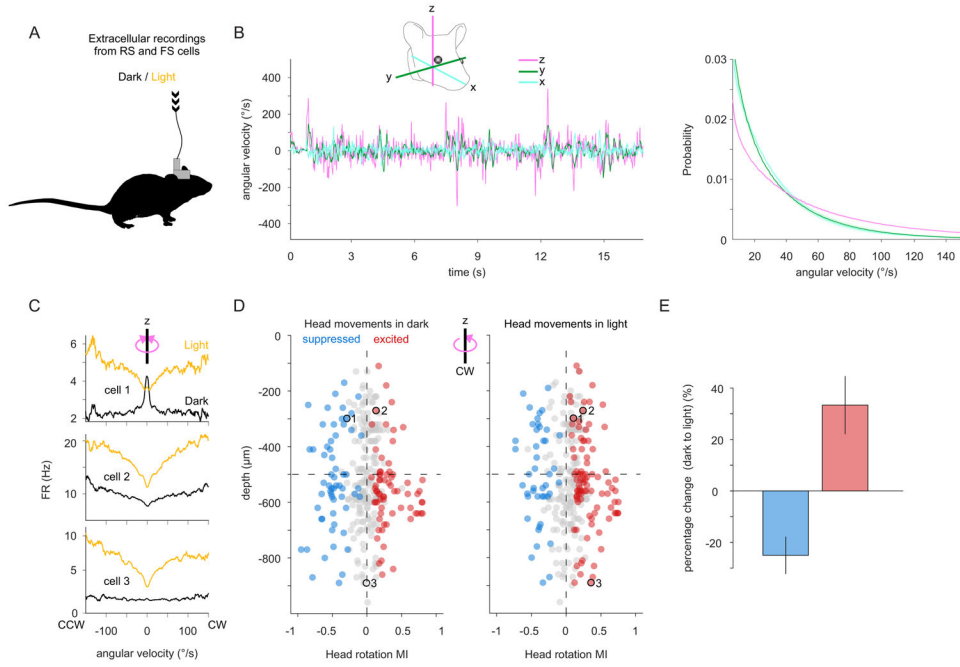 A
Extracellular recordings
from RS and FS cells
Dark / Light
B
z
y
x
z
y
x
angular velocity (°/s)
400
200
0
-200
-400
0
3
6
9
12
15
time (s)
Probability
0.03
0.02
0.01
0
20
40
60
80
100
120
140
angular velocity (°/s)
C
z
Light
cell 1
Dark
6
4
2
cell 2
20
10
FR (Hz)
cell 3
10
5
0
CCW
-100
0
100
CW
angular velocity (°/s)
D
Head movements in dark
suppressed
excited
z
CW
Head movements in light
0
-200
-400
-600
-800
depth (µm)
1
2
3
1
2
3
-1
-0.5
0
0.5
1
Head rotation MI
-1
-0.5
0
0.5
1
Head rotation MI
E
percentage change (dark to light) (%)
40
20
0
-20